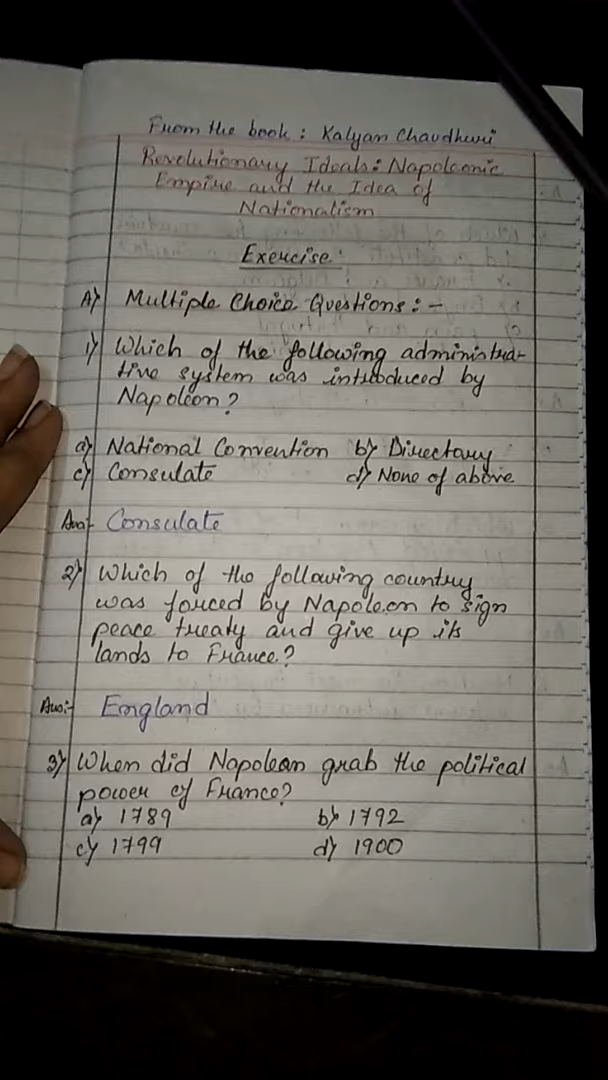 From the book : Kalyan Chaudhuri
Revolutionary Ideals: Napoleonic
Empire and the Idea of
Nationalism
Exercise:
A) Multiple Choice Questions : -
1) Which of the following administra-
tive system was introduced by
Napoleon?
a) National Convention b) Directary
c) Consulate d) None of above
Ans:- Consulate
2) Which of the following country
was forced by Napoleon to sign
peace treaty and give up its
lands to France?
Ans:- England
3) When did Napolean grab the political
power of France?
a) 1789 b) 1792
c) 1799 d) 1900